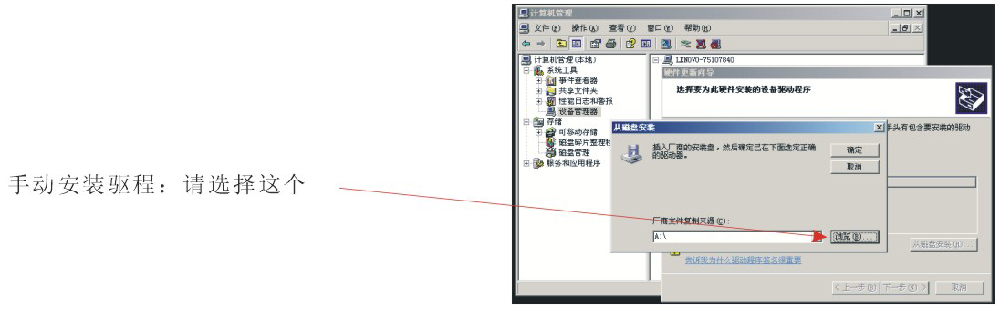 手动安装驱程：请选择这个
计算机管理
文件(F) 操作(A) 查看(V) 窗口(W) 帮助(H)
计算机管理(本地)
系统工具
事件查看器
共享文件夹
性能日志和警报
设备管理器
存储
可移动存储
磁盘碎片整理程
磁盘管理
服务和应用程序
LENOVO-75107840
硬件更新向导
选择要为此硬件安装的设备驱动程序
手头有包含要安装的驱动
从磁盘安装
插入厂商的安装盘，然后确定已在下面选定正确
的驱动器。
确定
取消
厂商文件复制来源(C):
A:\
浏览(B)...
从磁盘安装(H)...
告诉我为什么驱动程序签名很重要
< 上一步(B) 下一步(N) > 取消